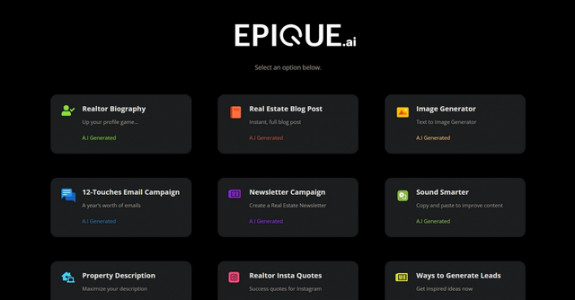 EPIQUE.ai
Select an option below.
Realtor Biography
Up your profile game...
A.I Generated
Real Estate Blog Post
Instant, full blog post
A.I Generated
Image Generator
Text to Image Generator
A.I Generated
12-Touches Email Campaign
A year's worth of emails
A.I Generated
Newsletter Campaign
Create a Real Estate Newsletter
A.I Generated
Sound Smarter
Copy and paste to improve content
A.I Generated
Property Description
Maximize your description
Realtor Insta Quotes
Success quotes for Instagram
Ways to Generate Leads
Get inspired ideas now